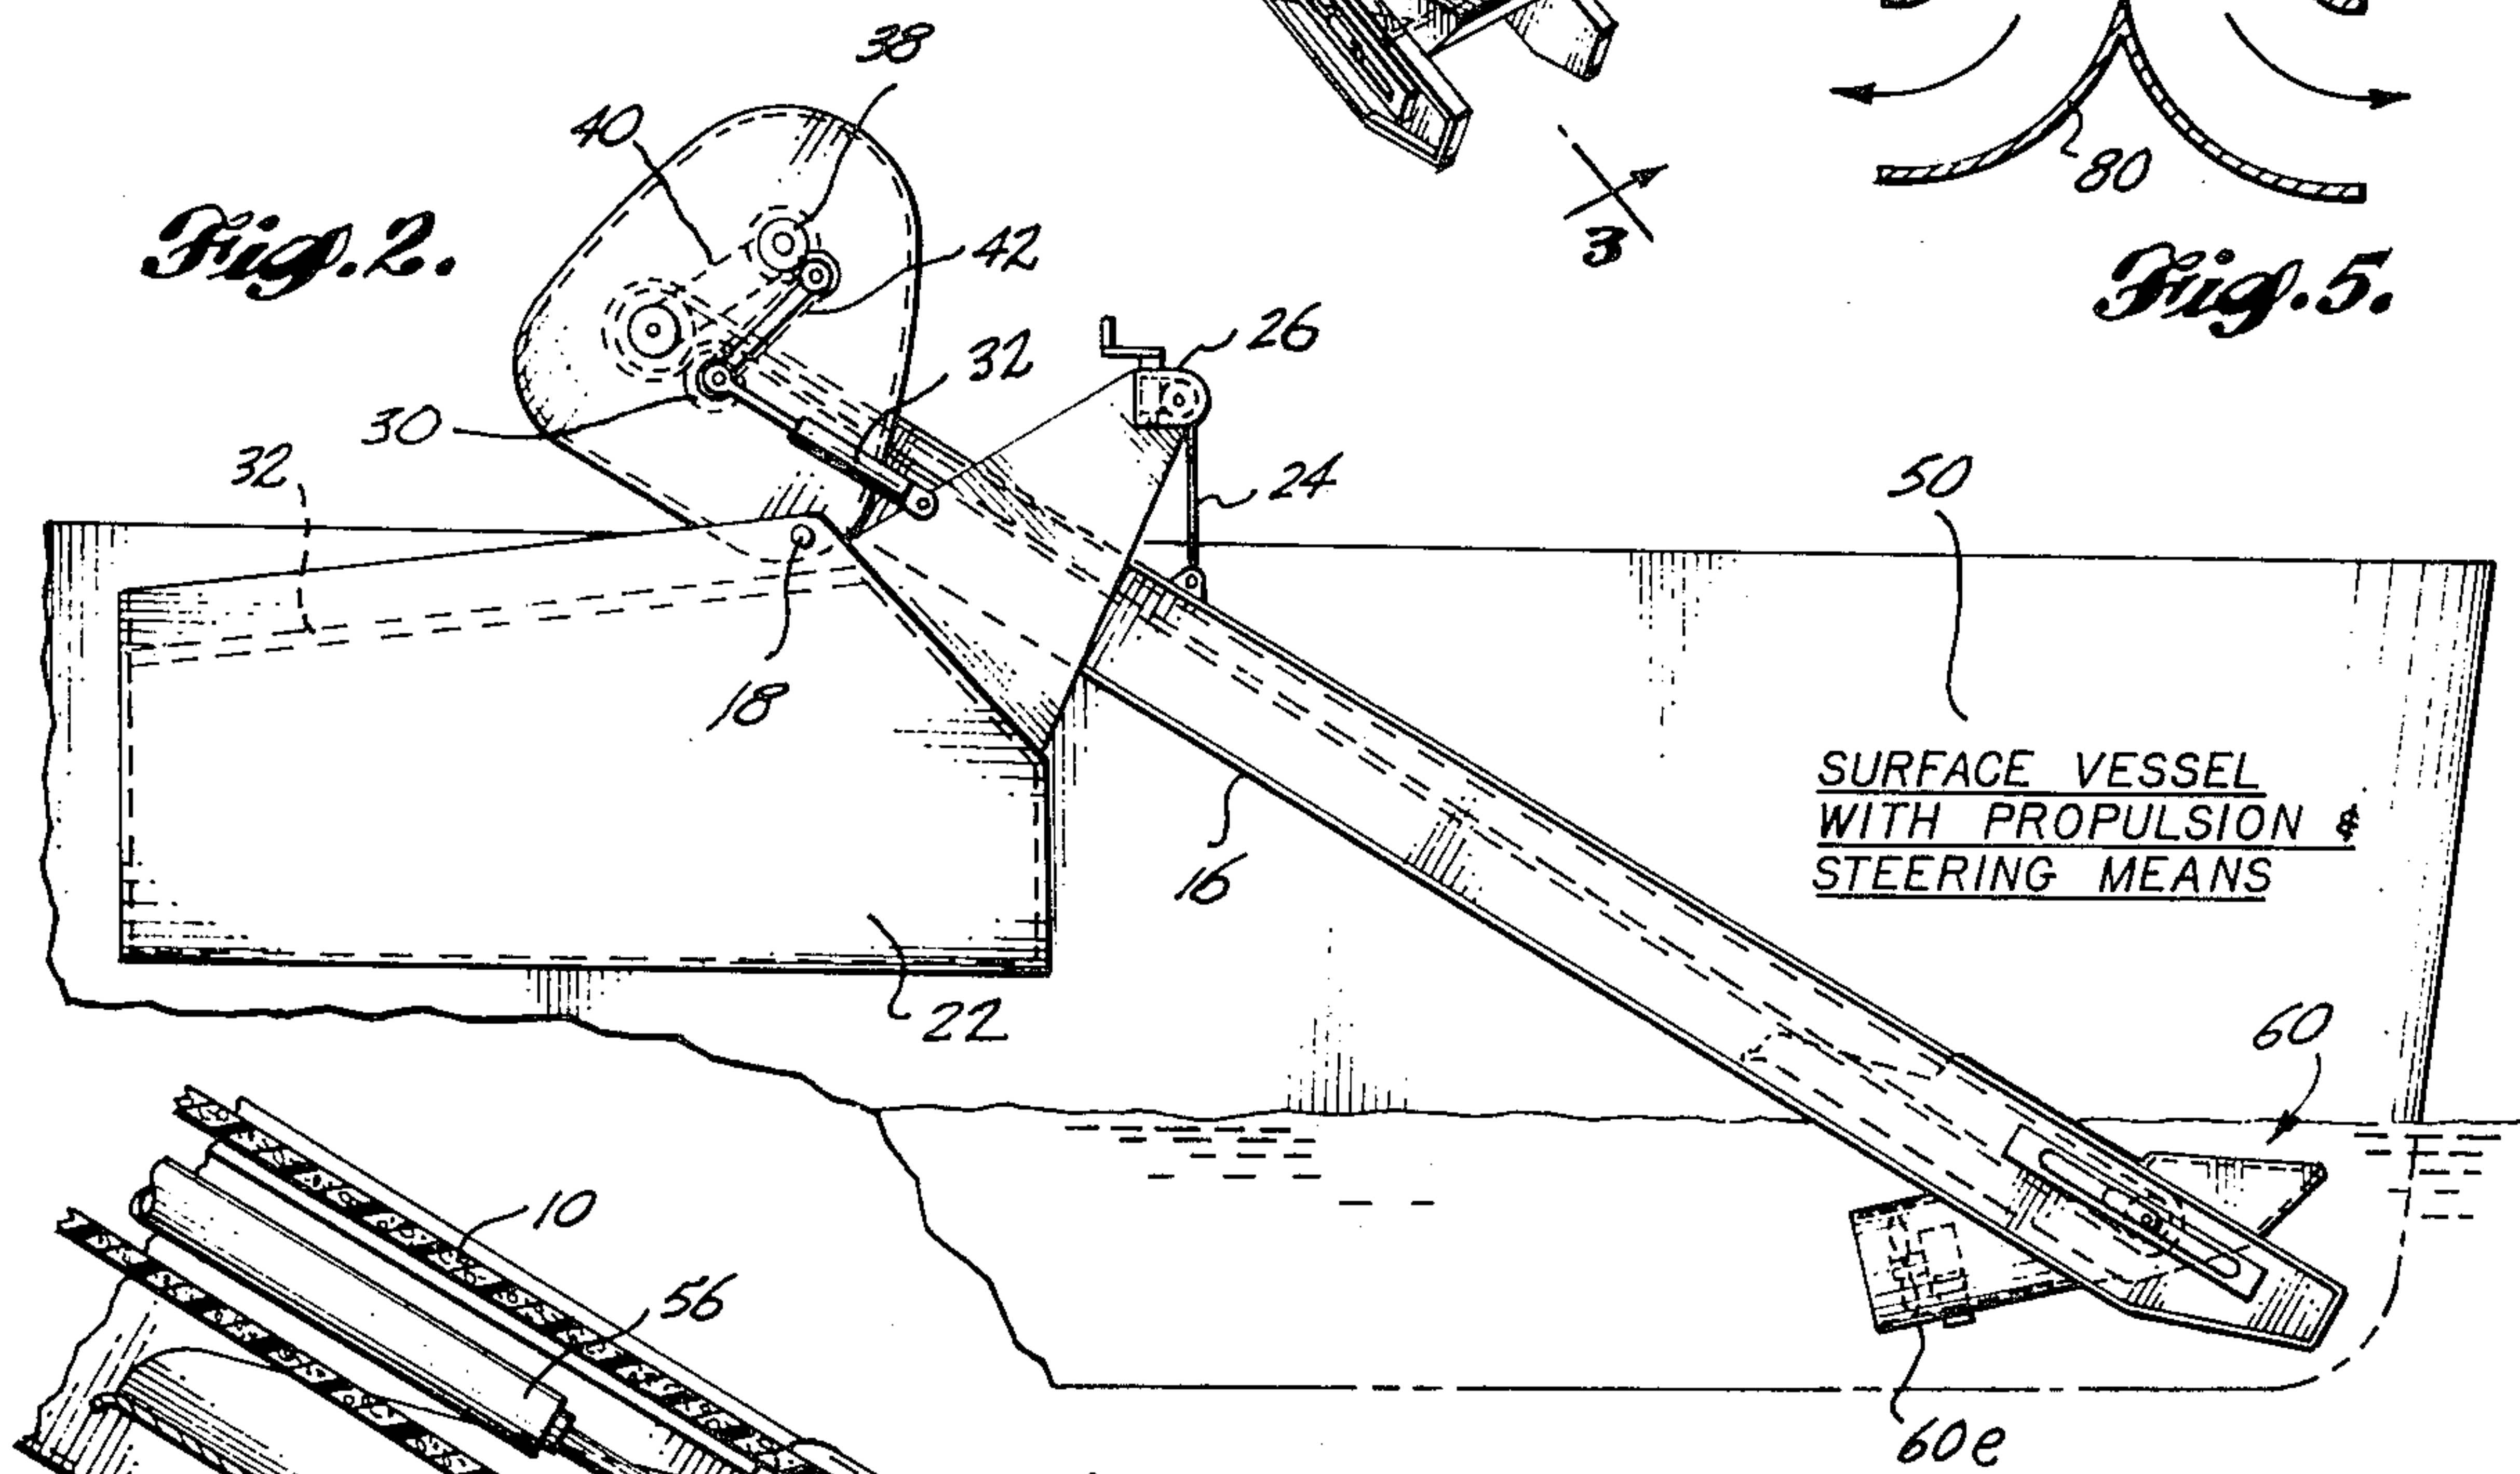 38
40
80
Fig. 2.
42
3
Fig. 5.
26
32
30
32
24
50
18
SURFACE VESSEL
WITH PROPULSION &
STEERING MEANS
16
22
60
10
56
60e